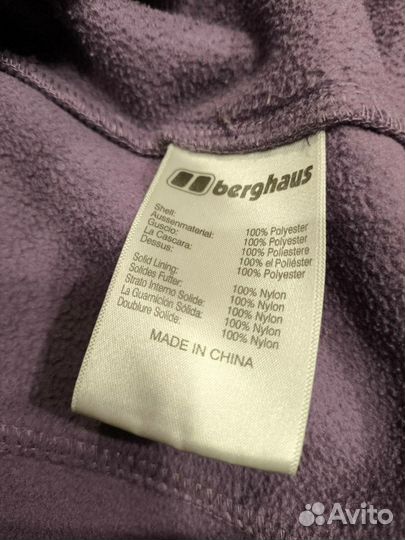 berghaus
Shell: 100% Polyester
Aussenmaterial: 100% Polyester
Guscio: 100% Poliestere
La Cascara: 100% el Poliéster
Dessus: 100% Polyester
Solid Lining: 100% Nylon
Solides Futter: 100% Nylon
Strato Interno Solide: 100% Nylon
La Guarnición Sólida: 100% Nylon
Doublure Solide: 100% Nylon
MADE IN CHINA
Avito